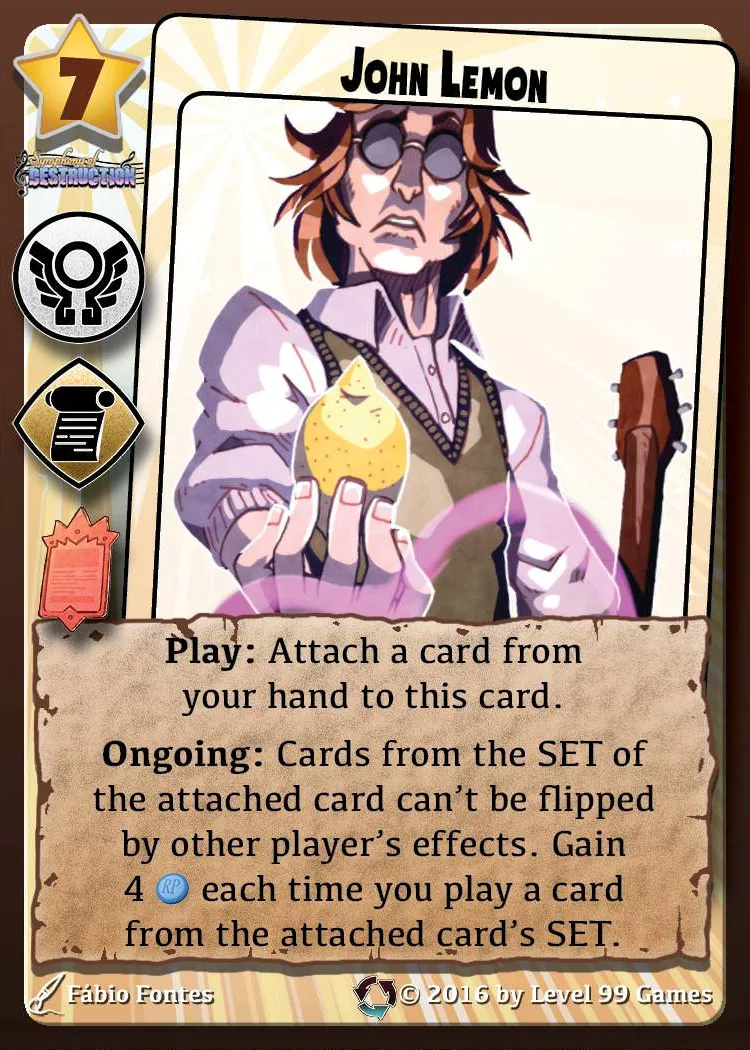 7
John Lemon
Symphony of
DESTRUCTION
Play: Attach a card from
your hand to this card.
Ongoing: Cards from the SET of
the attached card can't be flipped
by other player's effects. Gain
4 RP each time you play a card
from the attached card's SET.
Fábio Fontes
© 2016 by Level 99 Games